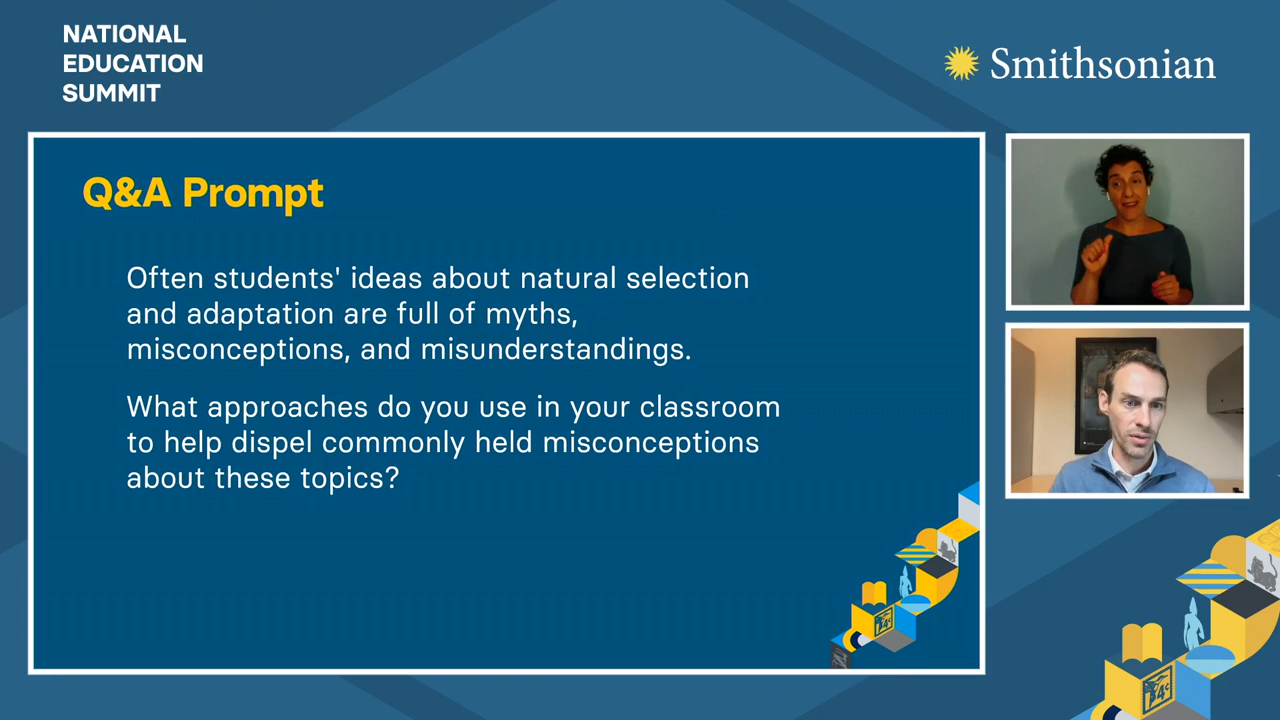 NATIONAL
EDUCATION
SUMMIT
Smithsonian
Q&A Prompt
Often students' ideas about natural selection
and adaptation are full of myths,
misconceptions, and misunderstandings.
What approaches do you use in your classroom
to help dispel commonly held misconceptions
about these topics?